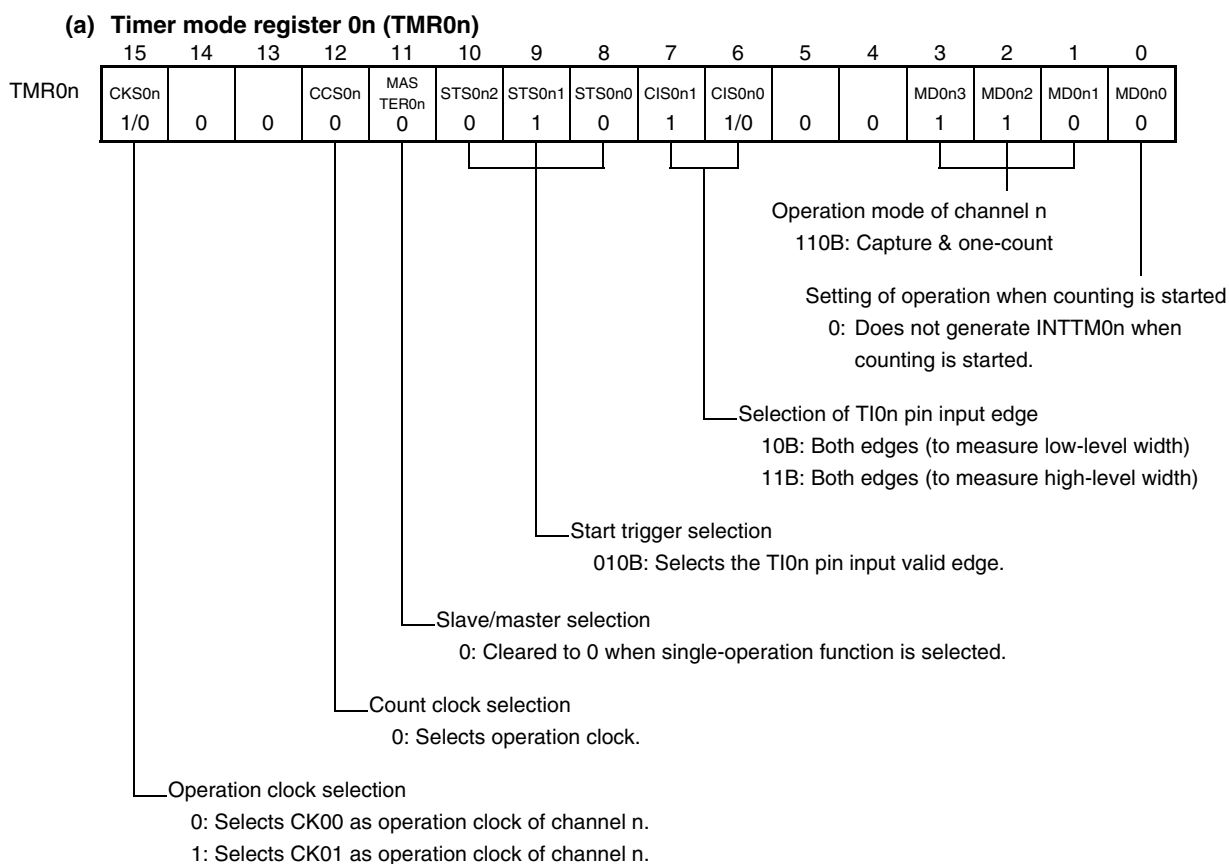 (a) Timer mode register 0n (TMR0n)
15 14 13 12 11 10 9 8 7 6 5 4 3 2 1 0
TMR0n
CKS0n CCS0n MAS TER0n STS0n2 STS0n1 STS0n0 CIS0n1 CIS0n0 MD0n3 MD0n2 MD0n1 MD0n0
1/0 0 0 0 0 0 1 0 1 1/0 0 0 1 1 0 0
Operation mode of channel n
110B: Capture & one-count
Setting of operation when counting is started
0: Does not generate INTTM0n when
counting is started.
Selection of TI0n pin input edge
10B: Both edges (to measure low-level width)
11B: Both edges (to measure high-level width)
Start trigger selection
010B: Selects the TI0n pin input valid edge.
Slave/master selection
0: Cleared to 0 when single-operation function is selected.
Count clock selection
0: Selects operation clock.
Operation clock selection
0: Selects CK00 as operation clock of channel n.
1: Selects CK01 as operation clock of channel n.